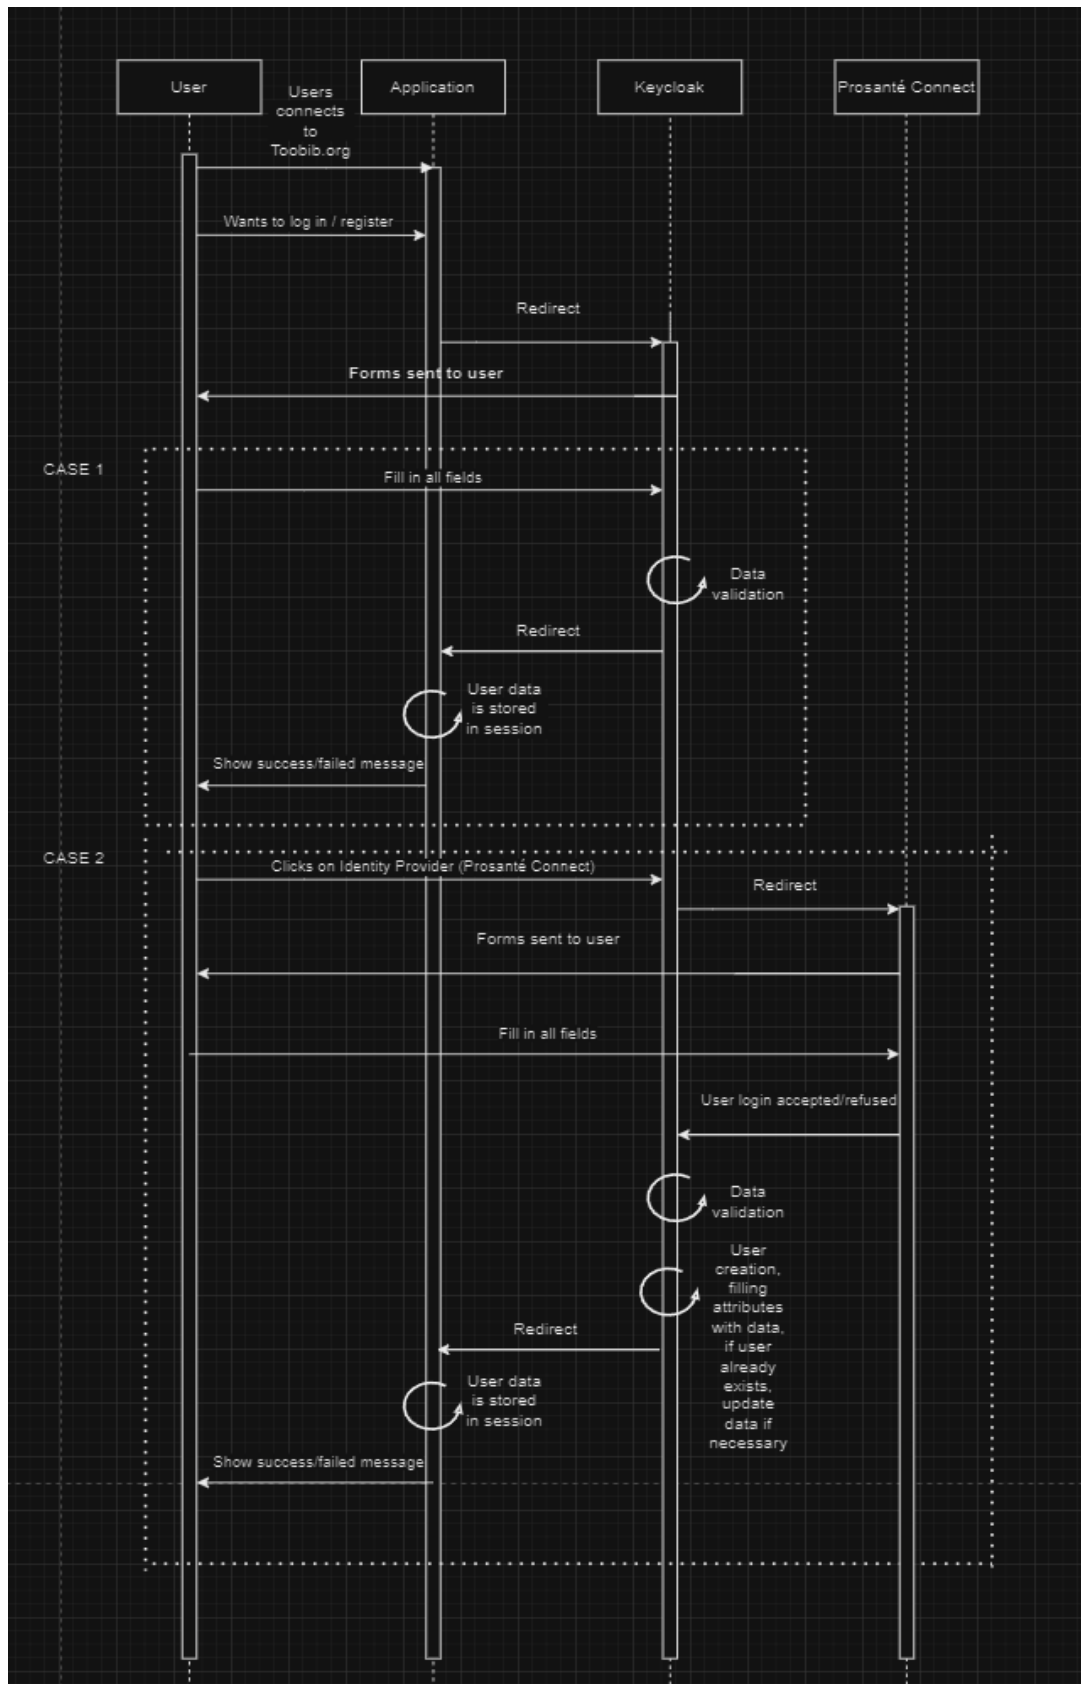 User
Application
Keycloak
Prosanté Connect
Users
connects
to
Toobib.org
Wants to log in / register
Redirect
Forms sent to user
CASE 1
Fill in all fields
Data
validation
Redirect
User data
is stored
in session
Show success/failed message
CASE 2
Clicks on Identity Provider (Prosanté Connect)
Redirect
Forms sent to user
Fill in all fields
User login accepted/refused
Data
validation
User
creation,
filling
attributes
with data,
if user
already
exists,
update
data if
necessary
Redirect
User data
is stored
in session
Show success/failed message